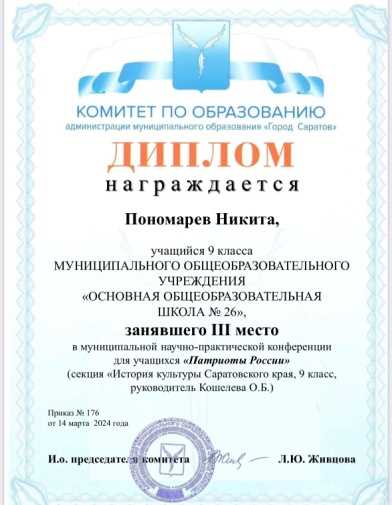 КОМИТЕТ ПО ОБРАЗОВАНИЮ
администрации муниципального образования «Город Саратов»
ДИПЛОМ
награждается
Пономарев Никита,
учащийся 9 класса
МУНИЦИПАЛЬНОГО ОБЩЕОБРАЗОВАТЕЛЬНОГО
УЧРЕЖДЕНИЯ
«ОСНОВНАЯ ОБЩЕОБРАЗОВАТЕЛЬНАЯ
ШКОЛА № 26»,
занявшего III место
в муниципальной научно-практической конференции
для учащихся «Патриоты России»
(секция «История культуры Саратовского края, 9 класс,
руководитель Кошелева О.Б.)
Приказ № 176
от 14 марта 2024 года
И.о. председателя комитета Л.Ю. Живцова